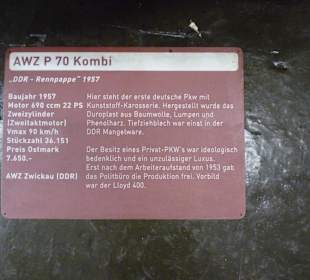 AWZ P 70 Kombi
„DDR - Rennpappe" 1957
Baujahr 1957
Motor 690 ccm 22 PS
Zweizylinder
(Zweitaktmotor)
Vmax 90 km/h
Stückzahl 36.151
Preis Ostmark
7.650.-
AWZ Zwickau (DDR)
Hier steht der erste deutsche Pkw mit
Kunststoff-Karosserie. Hergestellt wurde das
Duroplast aus Baumwolle, Lumpen und
Phenolharz. Tiefziehblech war einst in der
DDR Mangelware.
Der Besitz eines Privat-PKW's war ideologisch
bedenklich und ein unzulässiger Luxus.
Erst nach dem Arbeiteraufstand von 1953 gab
das Politbüro die Produktion frei. Vorbild
war der Lloyd 400.